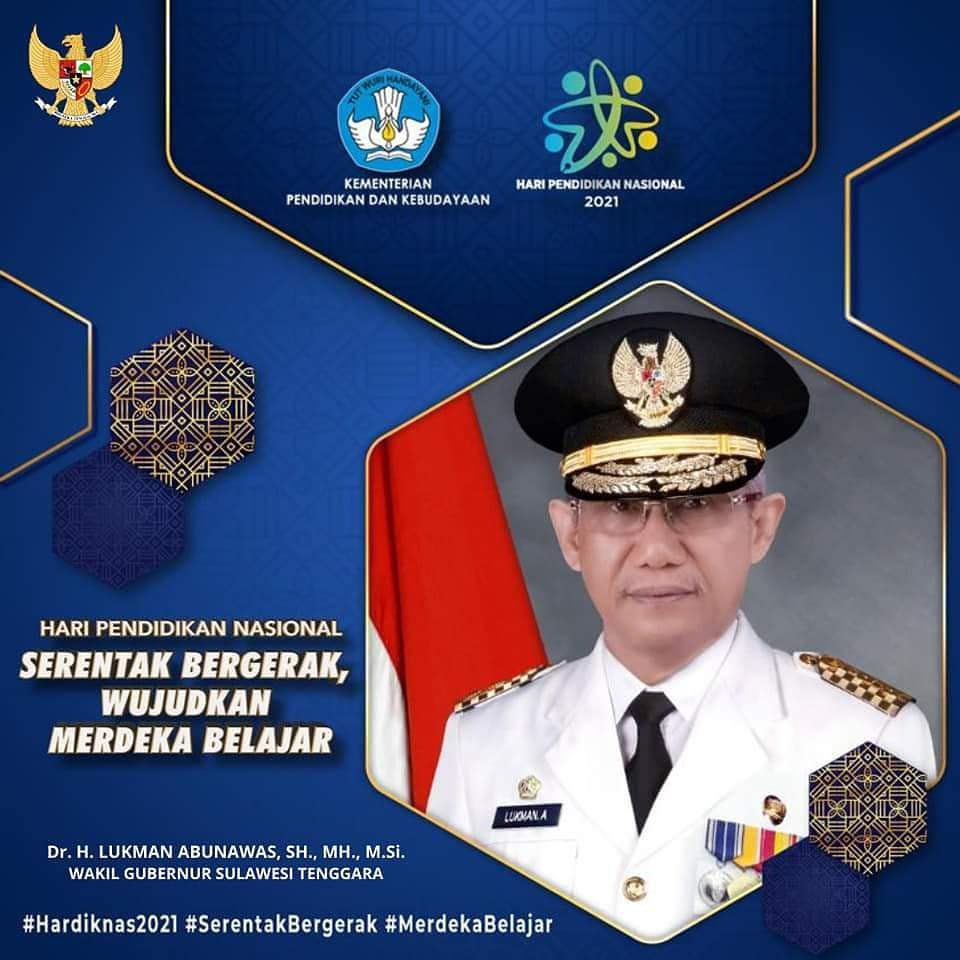 TUT WURI HANDAYANI
KEMENTERIAN
PENDIDIKAN DAN KEBUDAYAAN
HARI PENDIDIKAN NASIONAL
2021
HARI PENDIDIKAN NASIONAL
SERENTAK BERGERAK,
WUJUDKAN
MERDEKA BELAJAR
LUKMAN. A
Dr. H. LUKMAN ABUNAWAS, SH., MH., M.Si.
WAKIL GUBERNUR SULAWESI TENGGARA
#Hardiknas2021 #SerentakBergerak #MerdekaBelajar